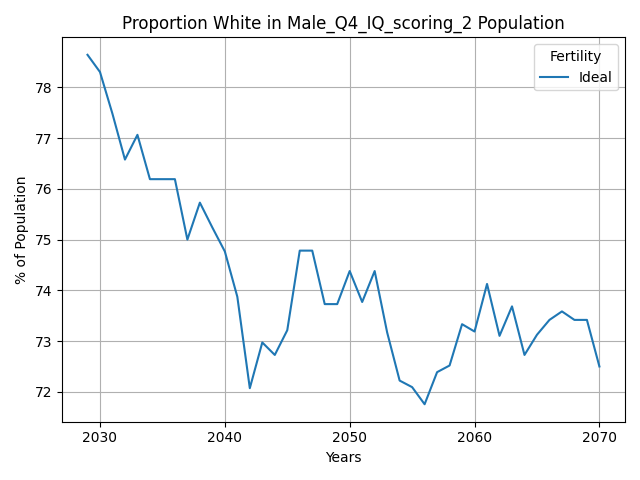 Proportion White in Male_Q4_IQ_scoring_2 Population
Fertility
Ideal
% of Population
78
77
76
75
74
73
72
2030 2040 2050 2060 2070
Years